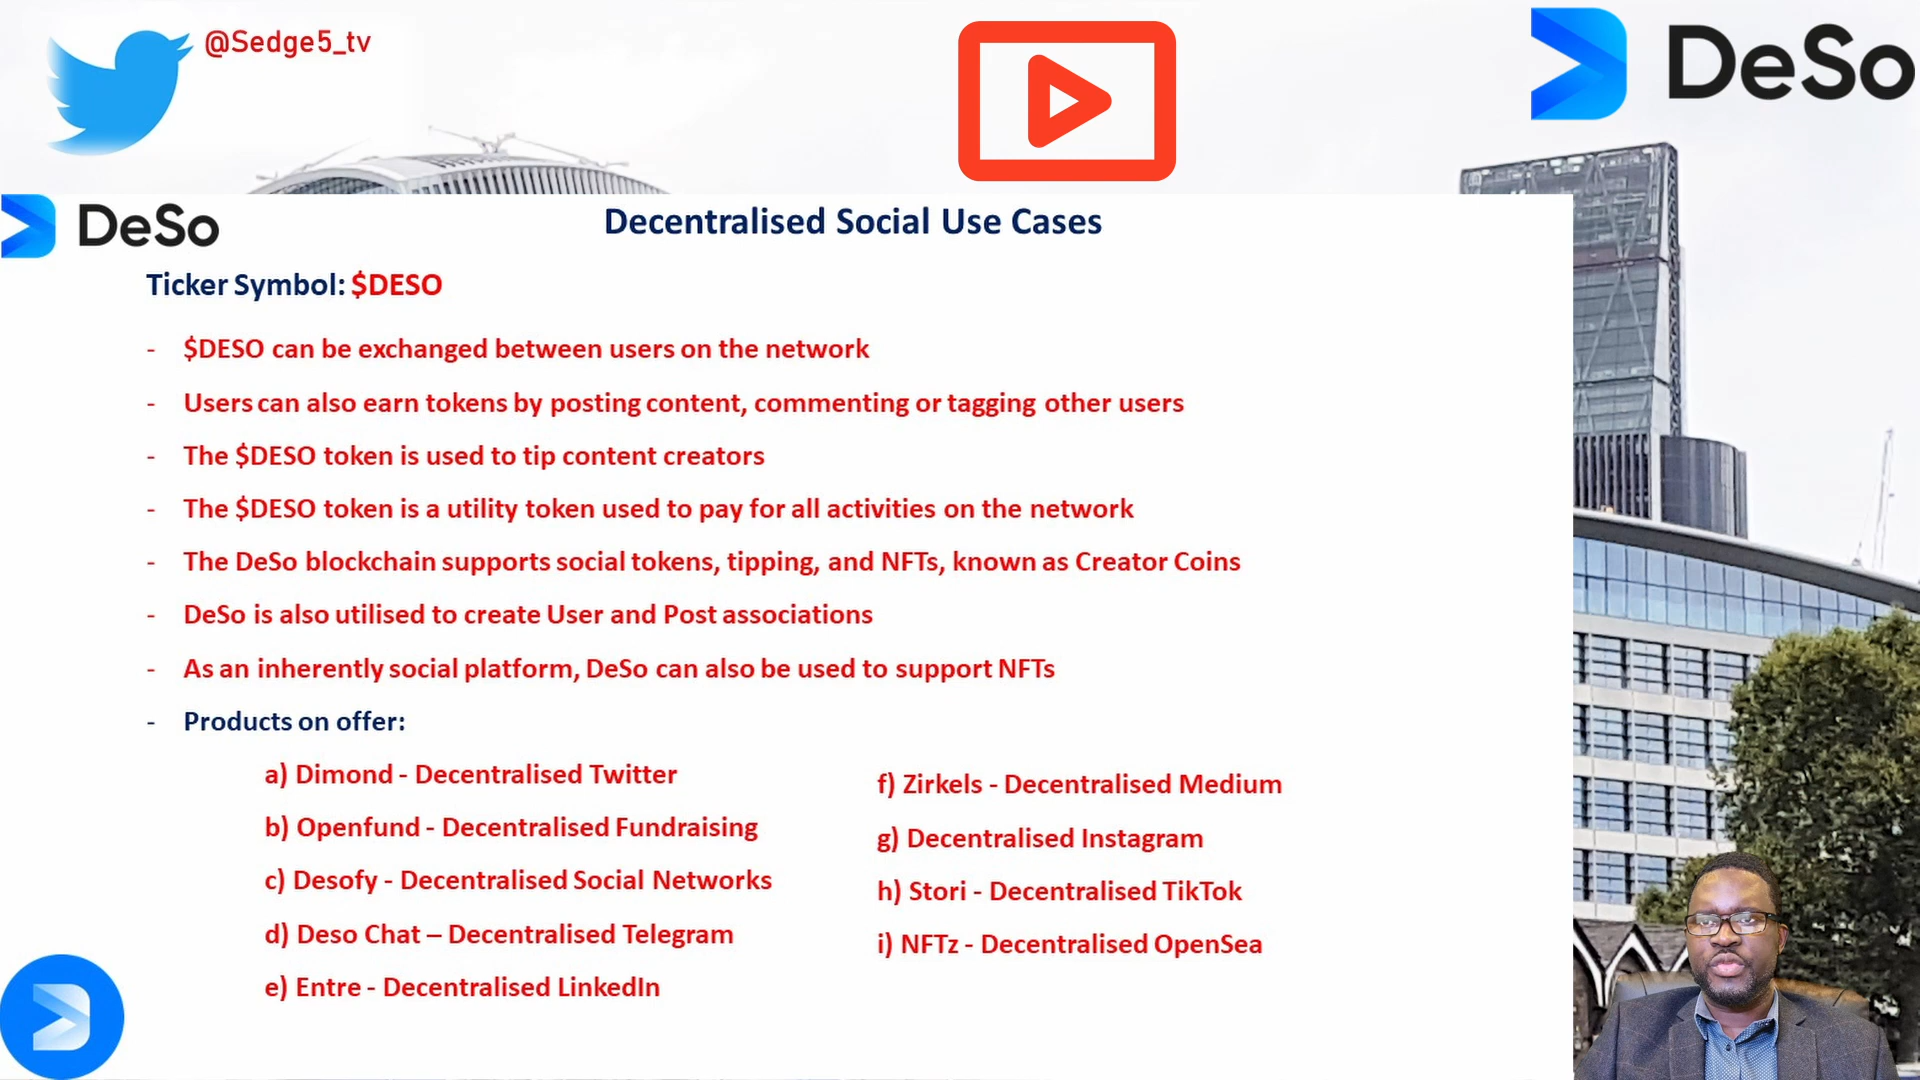 @Sedge5_tv
DeSo
DeSo
Decentralised Social Use Cases
Ticker Symbol: $DESO
- $DESO can be exchanged between users on the network
- Users can also earn tokens by posting content, commenting or tagging other users
- The $DESO token is used to tip content creators
- The $DESO token is a utility token used to pay for all activities on the network
- The DeSo blockchain supports social tokens, tipping, and NFTs, known as Creator Coins
- DeSo is also utilised to create User and Post associations
- As an inherently social platform, DeSo can also be used to support NFTs
- Products on offer:
a) Dimond - Decentralised Twitter
b) Openfund - Decentralised Fundraising
c) Desofy - Decentralised Social Networks
d) Deso Chat – Decentralised Telegram
e) Entre - Decentralised LinkedIn
f) Zirkels - Decentralised Medium
g) Decentralised Instagram
h) Stori - Decentralised TikTok
i) NFTz - Decentralised OpenSea